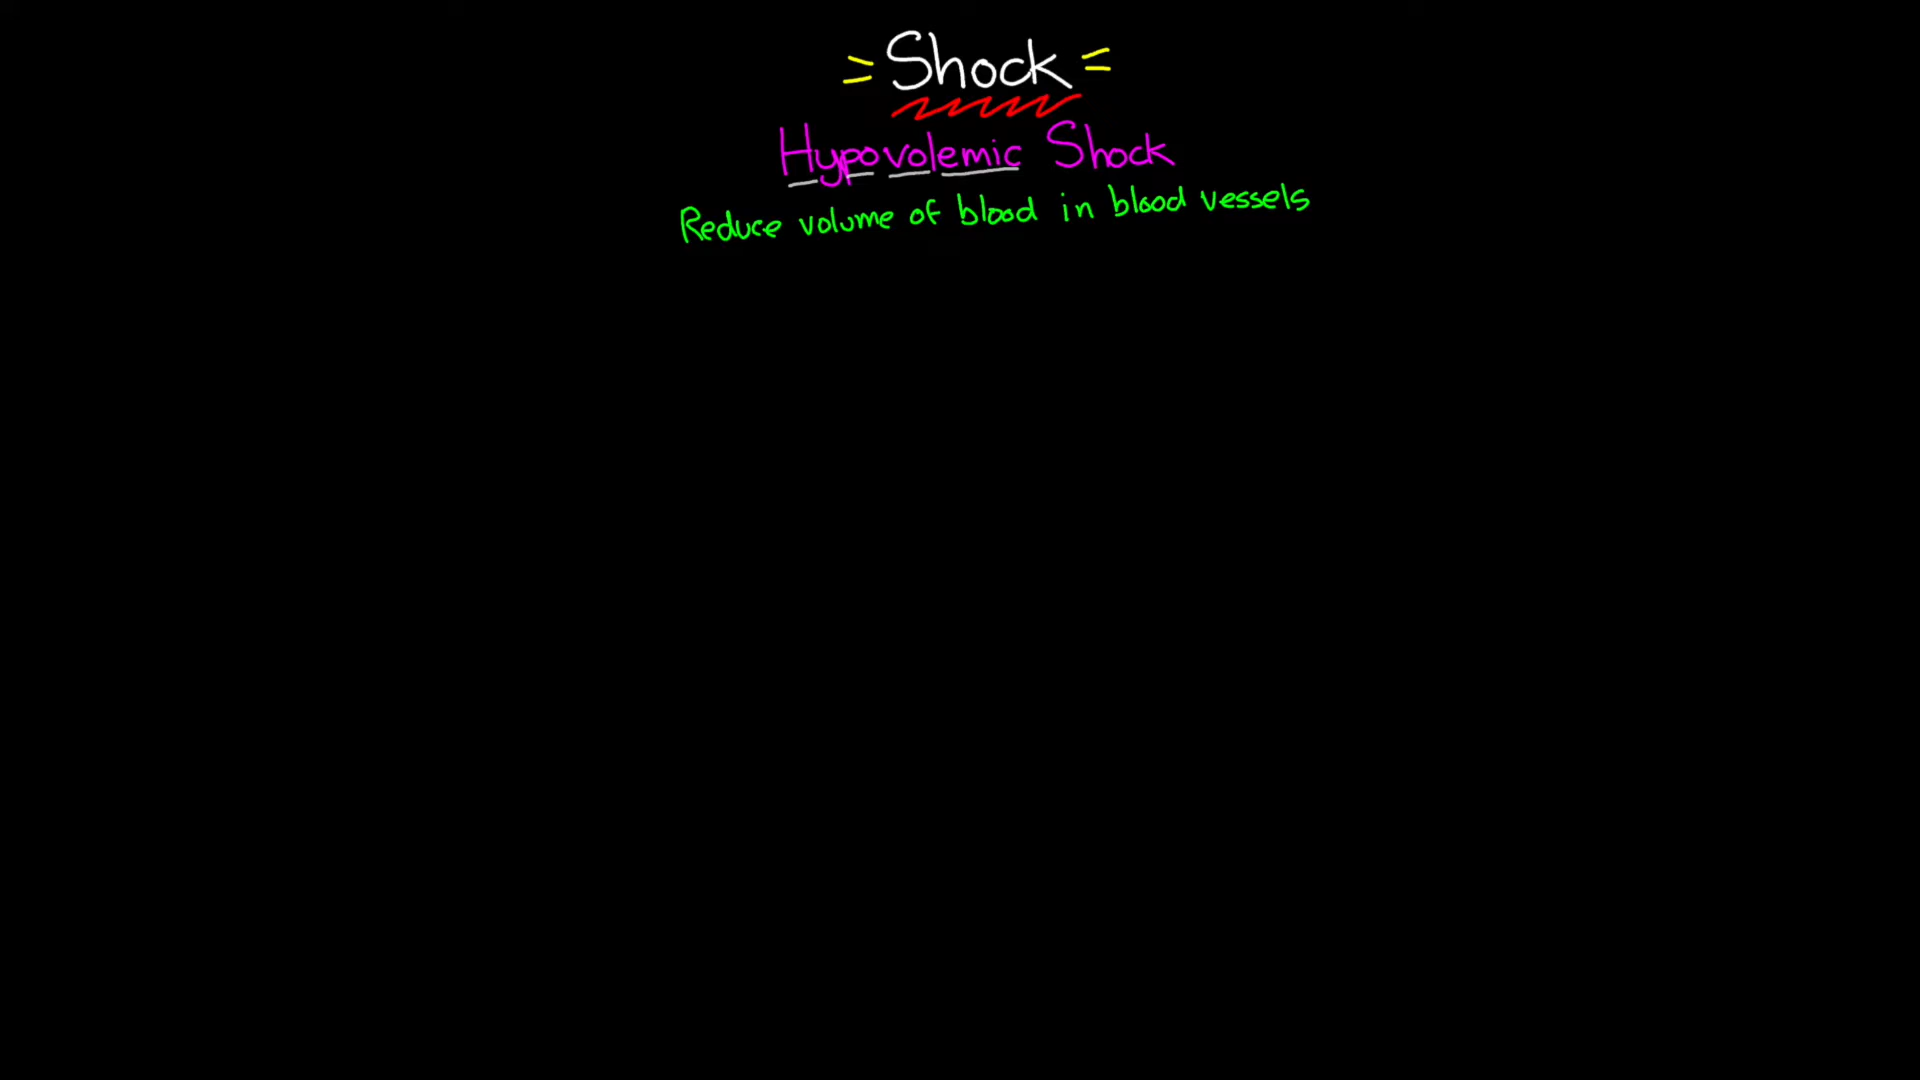 = Shock =
Hypovolemic Shock
Reduce volume of blood in blood vessels